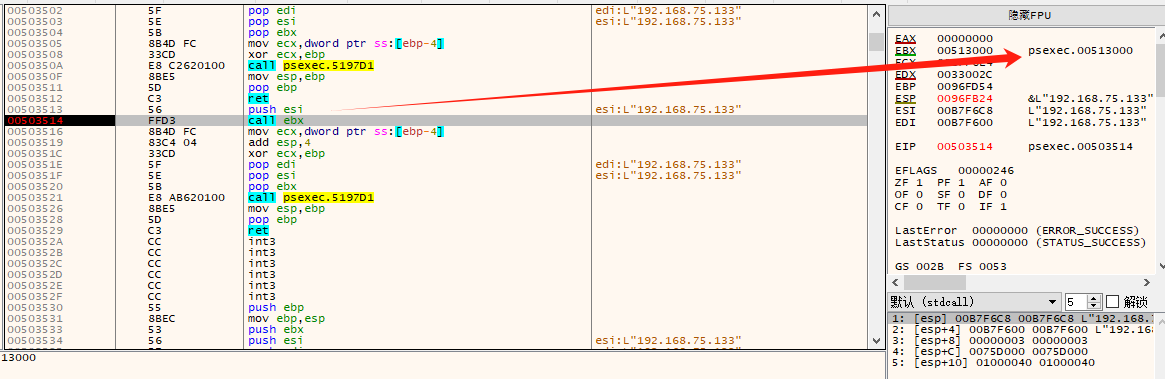 00503502 5F pop edi edi:L"192.168.75.133"
00503503 5E pop esi esi:L"192.168.75.133"
00503504 5B pop ebx
00503505 8B4D FC mov ecx,dword ptr ss:[ebp-4]
00503508 33CD xor ecx,ebp
0050350A E8 C2620100 call psexec.5197D1
0050350F 8BE5 mov esp,ebp
00503511 5D pop ebp
00503512 C3 ret
00503513 56 push esi esi:L"192.168.75.133"
00503514 FFD3 call ebx
00503516 8B4D FC mov ecx,dword ptr ss:[ebp-4]
00503519 83C4 04 add esp,4
0050351C 33CD xor ecx,ebp
0050351E 5F pop edi edi:L"192.168.75.133"
0050351F 5E pop esi esi:L"192.168.75.133"
00503520 5B pop ebx
00503521 E8 AB620100 call psexec.5197D1
00503526 8BE5 mov esp,ebp
00503528 5D pop ebp
00503529 C3 ret
0050352A CC int3
0050352B CC int3
0050352C CC int3
0050352D CC int3
0050352E CC int3
0050352F CC int3
00503530 55 push ebp
00503531 8BEC mov ebp,esp
00503533 53 push ebx
00503534 56 push esi esi:L"192.168.75.133"
13000
隐藏FPU
EAX 00000000
EBX 00513000 psexec.00513000
EDX 0033002C
EBP 0096FD54
ESP 0096FB24 &L"192.168.75.133"
ESI 00B7F6C8 L"192.168.75.133"
EDI 00B7F600 L"192.168.75.133"
EIP 00503514 psexec.00503514
EFLAGS 00000246
ZF 1 PF 1 AF 0
OF 0 SF 0 DF 0
CF 0 TF 0 IF 1
LastError 00000000 (ERROR_SUCCESS)
LastStatus 00000000 (STATUS_SUCCESS)
GS 002B FS 0053
默认 (stdcall) 5 解锁
1: [esp] 00B7F6C8 00B7F6C8 L"192.168.
2: [esp+4] 00B7F600 00B7F600 L"192.16
3: [esp+8] 00000003 00000003
4: [esp+C] 0075D000 0075D000
5: [esp+10] 01000040 01000040